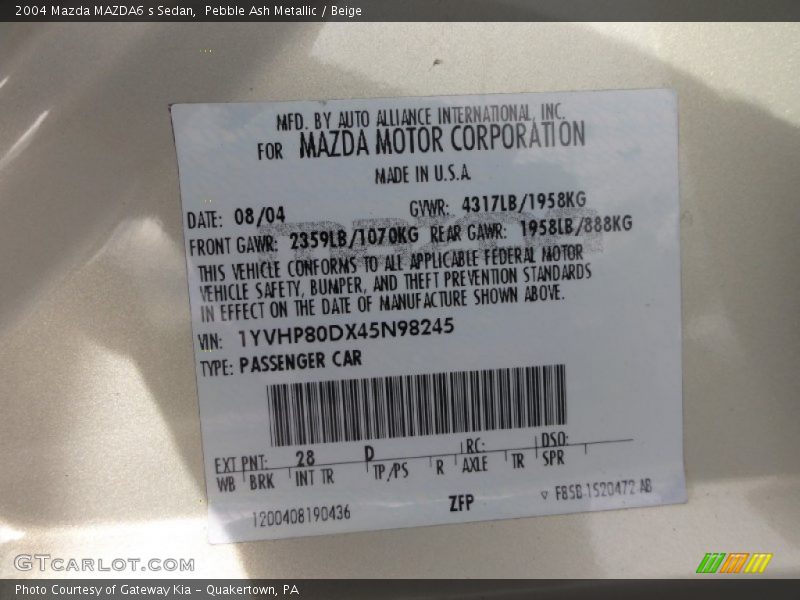 2004 Mazda MAZDA6 s Sedan,  Pebble Ash Metallic / Beige
MFD. BY AUTO ALLIANCE INTERNATIONAL, INC.
FOR MAZDA MOTOR CORPORATION
MADE IN U.S.A.
DATE: 08/04 GVWR: 4317LB/1958KG
FRONT GAWR: 2359LB/1070KG REAR GAWR: 1958LB/888KG
THIS VEHICLE CONFORMS TO ALL APPLICABLE FEDERAL MOTOR
VEHICLE SAFETY, BUMPER, AND THEFT PREVENTION STANDARDS
IN EFFECT ON THE DATE OF MANUFACTURE SHOWN ABOVE.
VIN: 1YVHP80DX45N98245
TYPE: PASSENGER CAR
EXT PNT: 28 D RC: DSO:
WB BRK INT TR TP/PS R AXLE TR SPR
1200408190436 ZFP ▽ F8SB.1520472 AB
GTCARLOT.COM
Photo Courtesy of Gateway Kia - Quakertown, PA